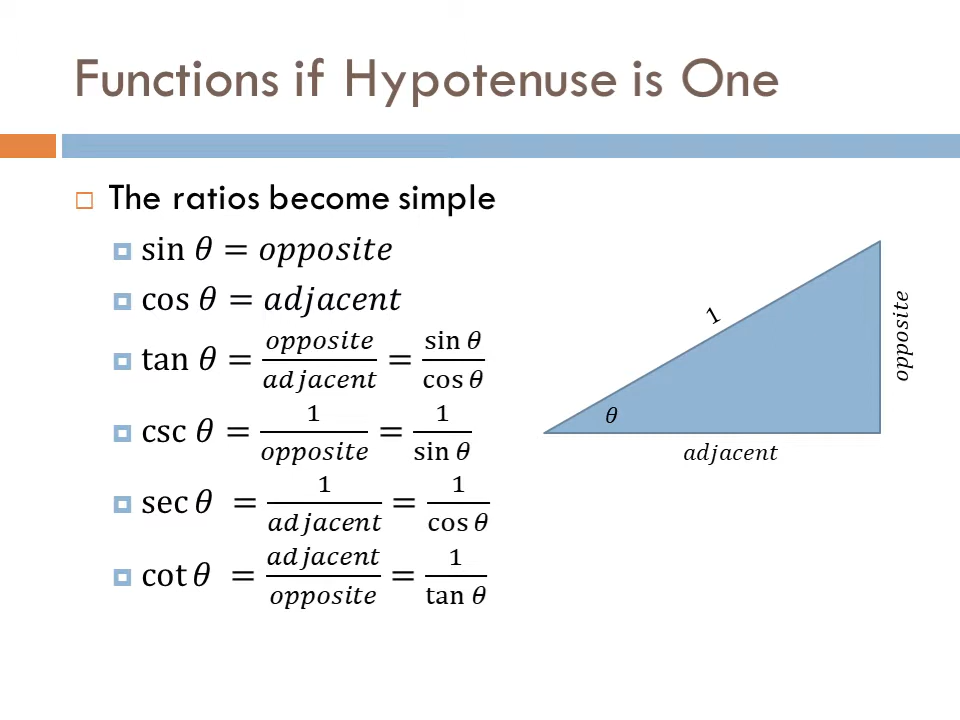 Functions if Hypotenuse is One
The ratios become simple
sin θ = opposite
cos θ = adjacent
tan θ = opposite/adjacent = sin θ/cos θ
csc θ = 1/opposite = 1/sin θ
sec θ = 1/adjacent = 1/cos θ
cot θ = adjacent/opposite = 1/tan θ
1
opposite
θ
adjacent